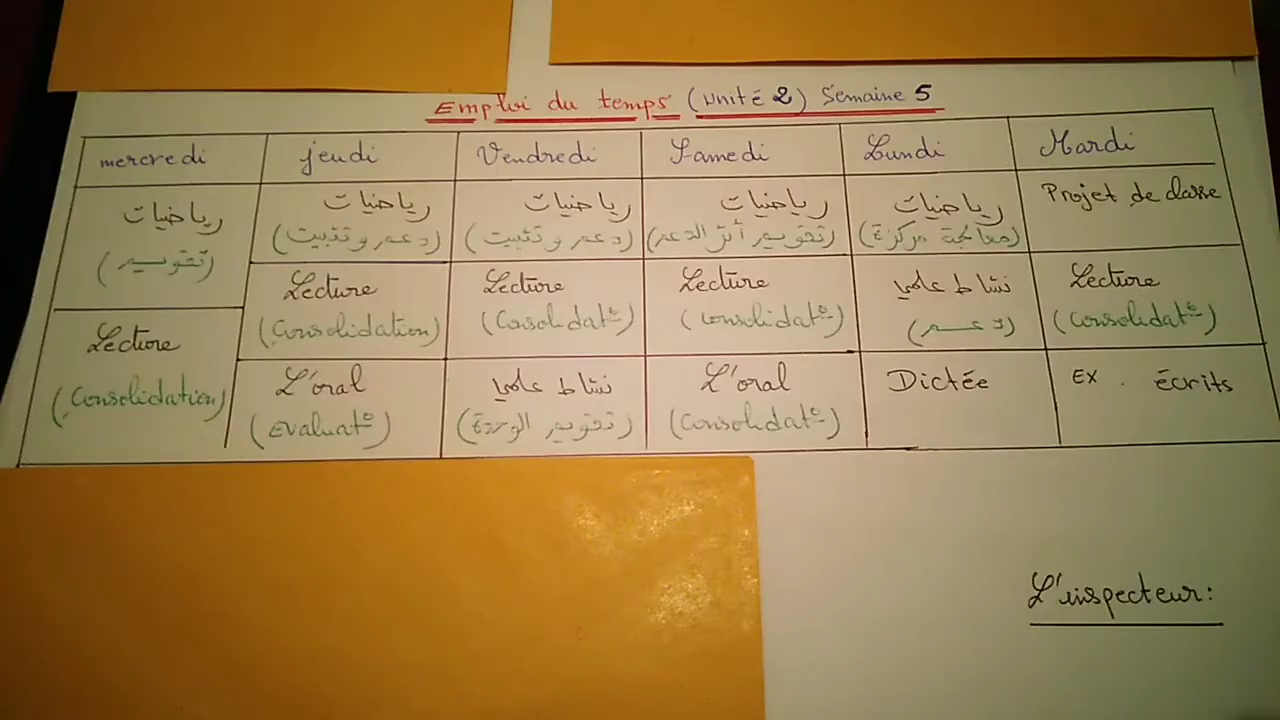 Emploi du temps (Unité 2) Semaine 5
mercredi jeudi Vendredi Samedi Lundi Mardi
رياضيات رياضيات رياضيات رياضيات رياضيات Projet de classe
(تقويم) (دعم وتثبيت) (دعم وتثبيت) (تقويم أثر الدعم) (معالجة مركزة)
Lecture Lecture Lecture Lecture نشاط علمي Lecture
(Consolidation) (Consolidation) (Consolidat°) (consolidat°) (دعم) (Consolidat°)
L'oral نشاط علمي L'oral Dictée EX. écrits
(Evaluat°) (تقويم الوحدة) (Consolidat°)
L'inspecteur: